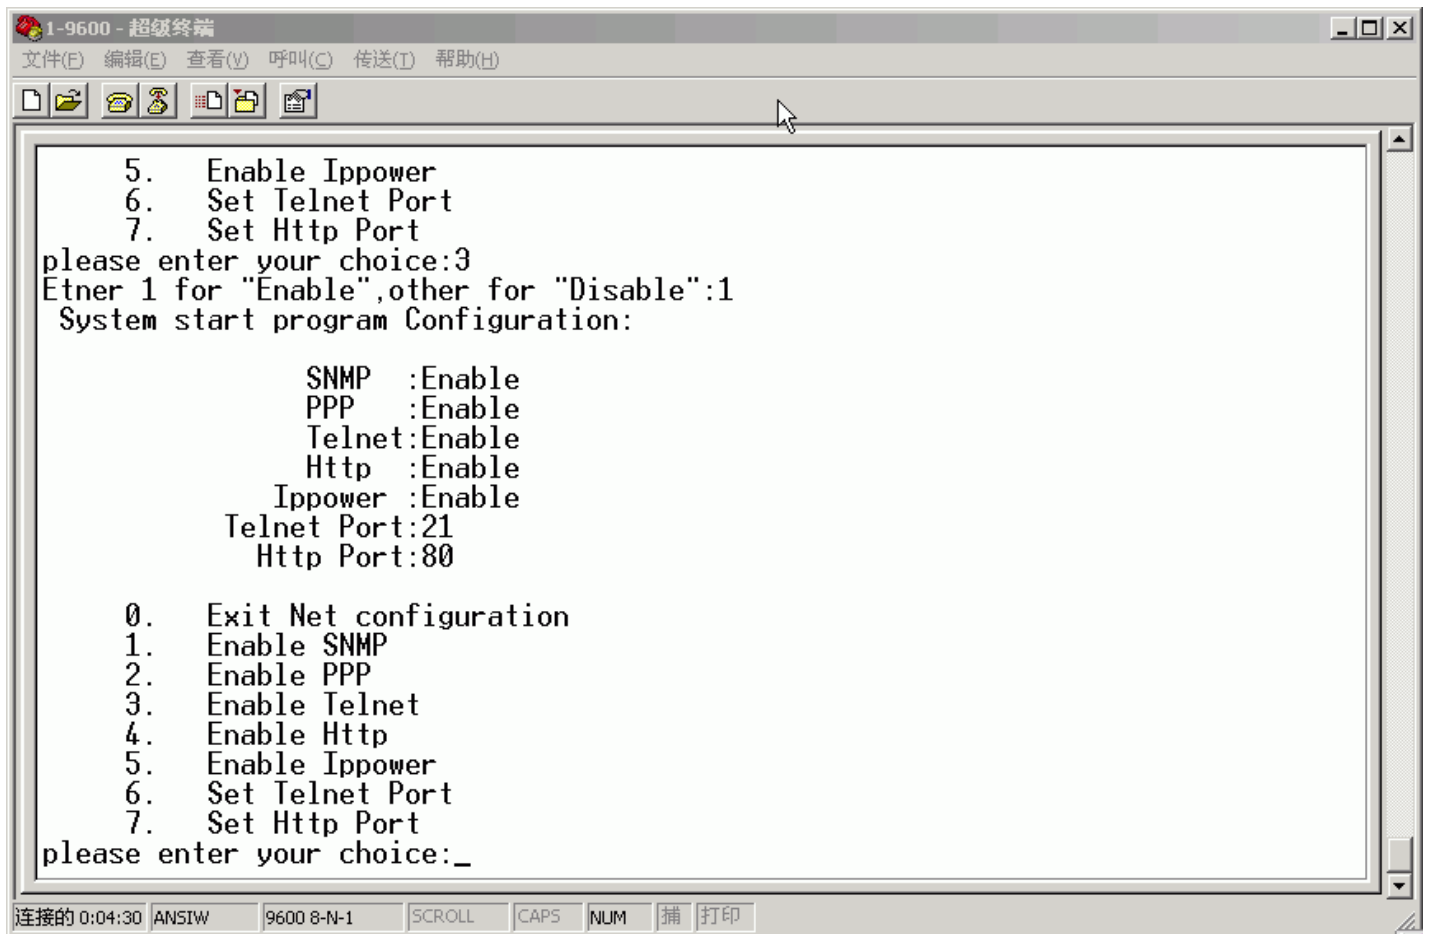 1-9600 - 超级终端
文件(F) 编辑(E) 查看(V) 呼叫(C) 传送(T) 帮助(H)
5. Enable Ippower
6. Set Telnet Port
7. Set Http Port
please enter your choice:3
Etner 1 for "Enable",other for "Disable":1
System start program Configuration:
SNMP :Enable
PPP :Enable
Telnet:Enable
Http :Enable
Ippower :Enable
Telnet Port:21
Http Port:80
0. Exit Net configuration
1. Enable SNMP
2. Enable PPP
3. Enable Telnet
4. Enable Http
5. Enable Ippower
6. Set Telnet Port
7. Set Http Port
please enter your choice:_
连接的 0:04:30 ANSIW 9600 8-N-1 SCROLL CAPS NUM 捕 打印